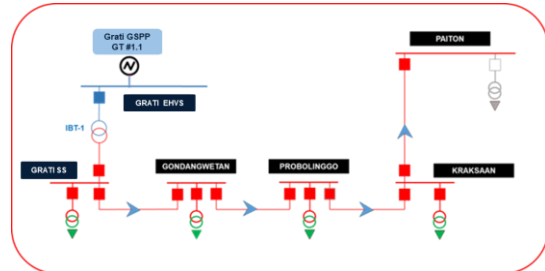 Grati GSPP
GT #1.1
PAITON
GRATI EHVS
IBT-1
GRATI SS
GONDANGWETAN
PROBOLINGGO
KRAKSAAN